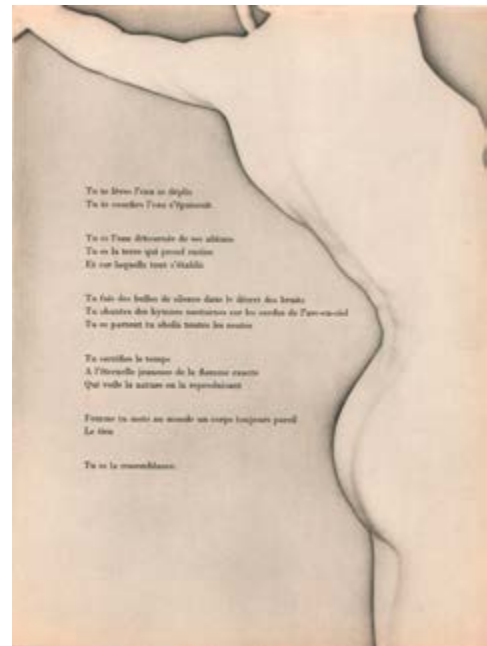 Tu te lèves l'eau se déplie
Tu te couches l'eau s'épanouit
Tu es l'eau détournée de ses abîmes
Tu es la terre qui prend racine
Et sur laquelle tout s'établit
Tu fais des bulles de silence dans le désert des bruits
Tu chantes des hymnes nocturnes sur les cordes de l'arc-en-ciel
Tu es partout tu abolis toutes les routes
Tu sacrifies le temps
A l'éternelle jeunesse de la flamme exacte
Qui voile la nature en la reproduisant
Femme tu mets au monde un corps toujours pareil
Le tien
Tu es la ressemblance.